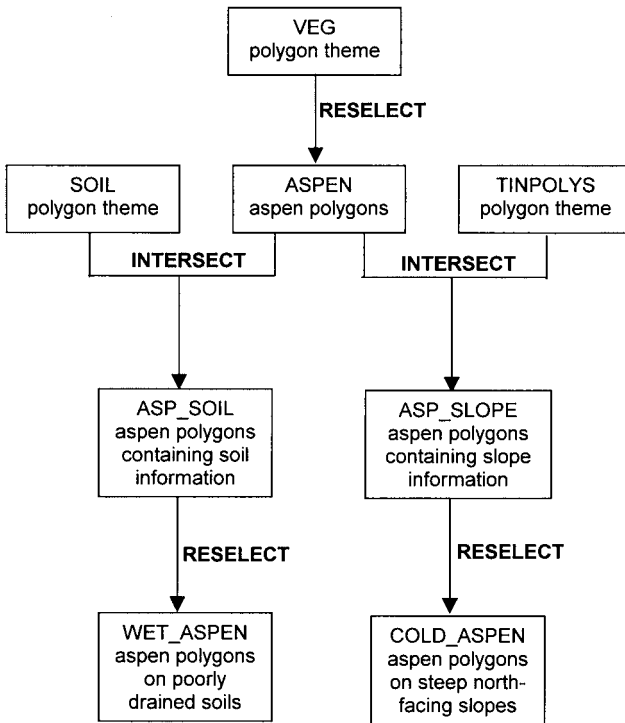 VEG
polygon theme
RESELECT
SOIL
polygon theme
ASPEN
aspen polygons
TINPOLYS
polygon theme
INTERSECT
INTERSECT
ASP_SOIL
aspen polygons
containing soil
information
ASP_SLOPE
aspen polygons
containing slope
information
RESELECT
RESELECT
WET_ASPEN
aspen polygons
on poorly
drained soils
COLD_ASPEN
aspen polygons
on steep north-
facing slopes